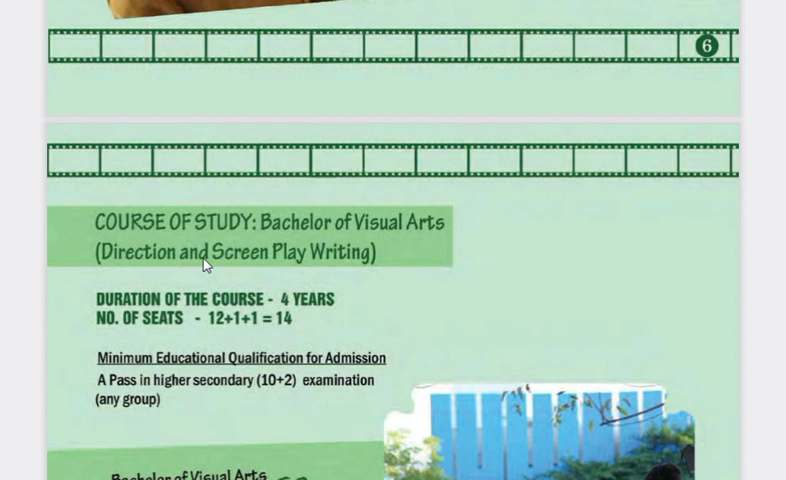 6
COURSE OF STUDY: Bachelor of Visual Arts
(Direction and Screen Play Writing)
DURATION OF THE COURSE - 4 YEARS
NO. OF SEATS - 12+1+1 = 14
Minimum Educational Qualification for Admission
A Pass in higher secondary (10+2) examination
(any group)
Bachelor of Visual Arts